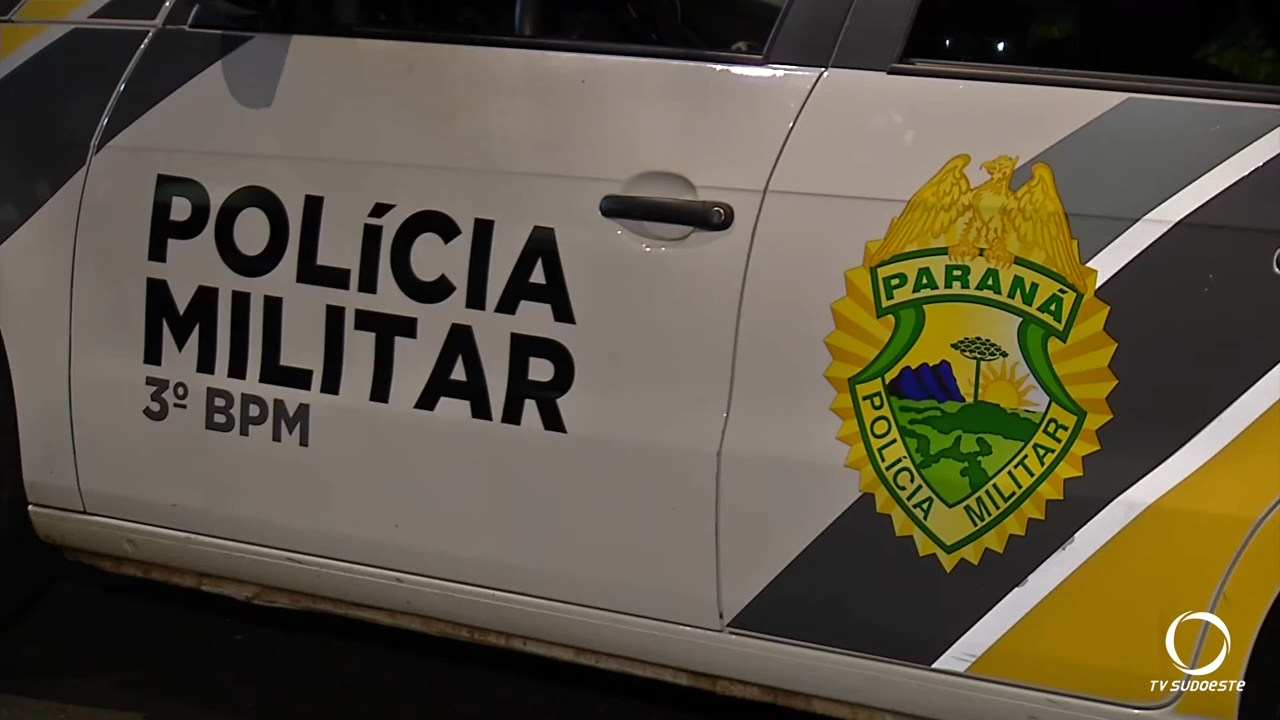 POLÍCIA
MILITAR
3º BPM
PARANÁ
POLÍCIA MILITAR
TV SUDOESTE